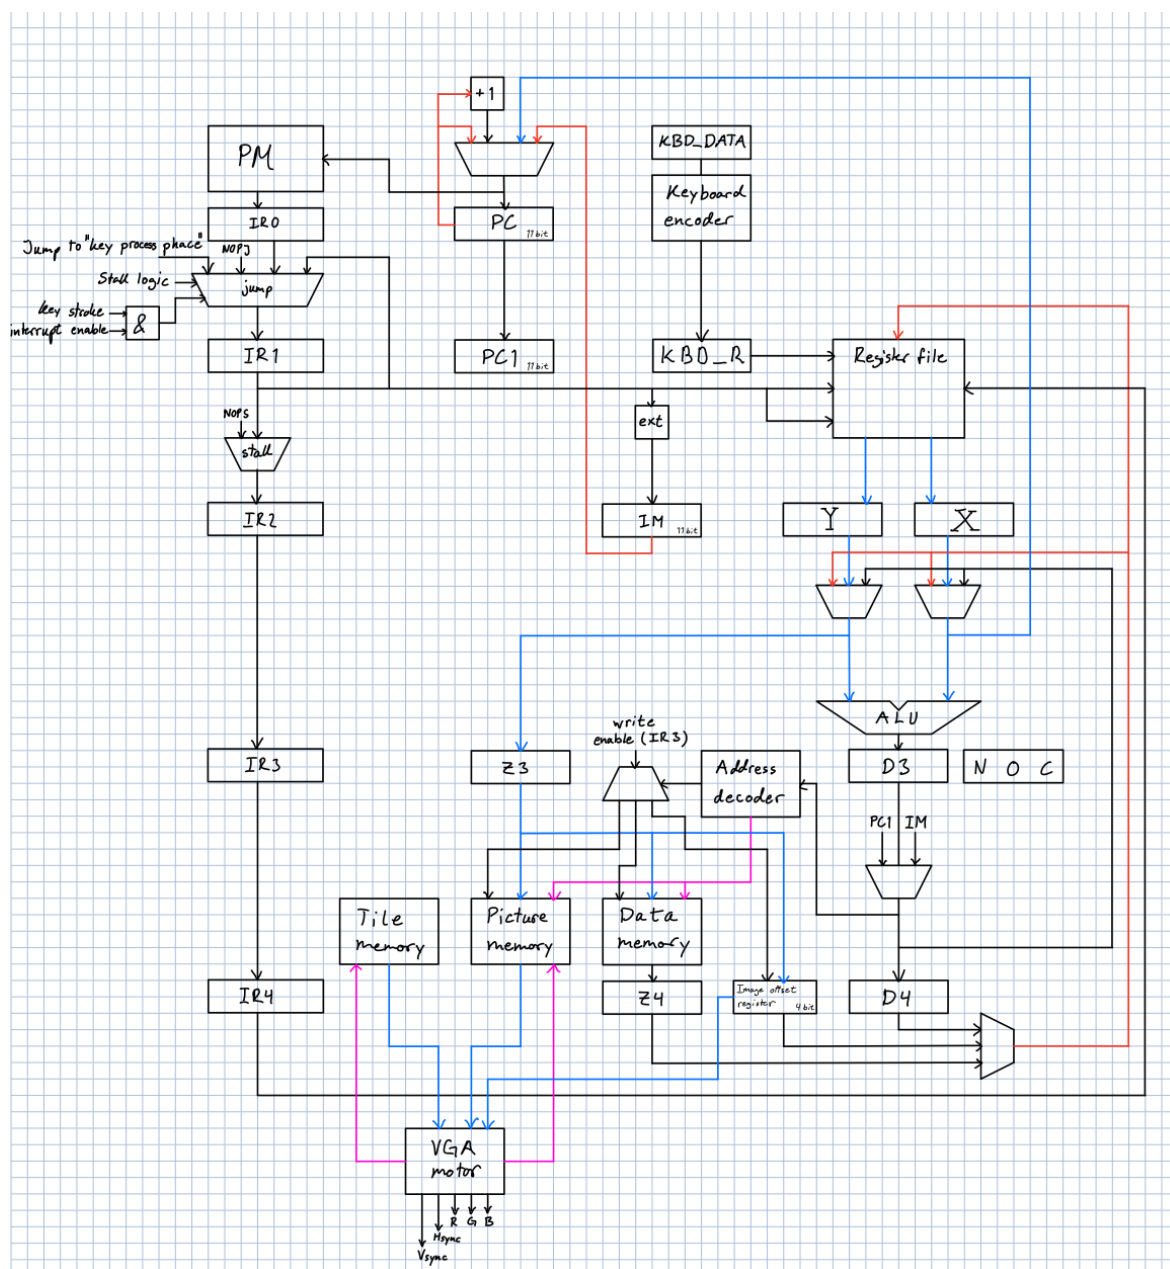 +1
PM
KBD_DATA
Keyboard
encoder
IR0
PC
11 bit
Jump to "key process phace"
NOPJ
Stall logic
jump
key stroke
interrupt enable
&
IR1
PC1
11 bit
KBD_R
Register file
NOPS
ext
stall
IR2
IM
11 bit
Y
X
ALU
write
enable (IR3)
IR3
Z3
Address
decoder
D3
N O C
PC1
IM
Tile
memory
Picture
memory
Data
memory
IR4
Z4
Image offset
register
4 bit
D4
VGA
motor
R G B
Hsync
Vsync